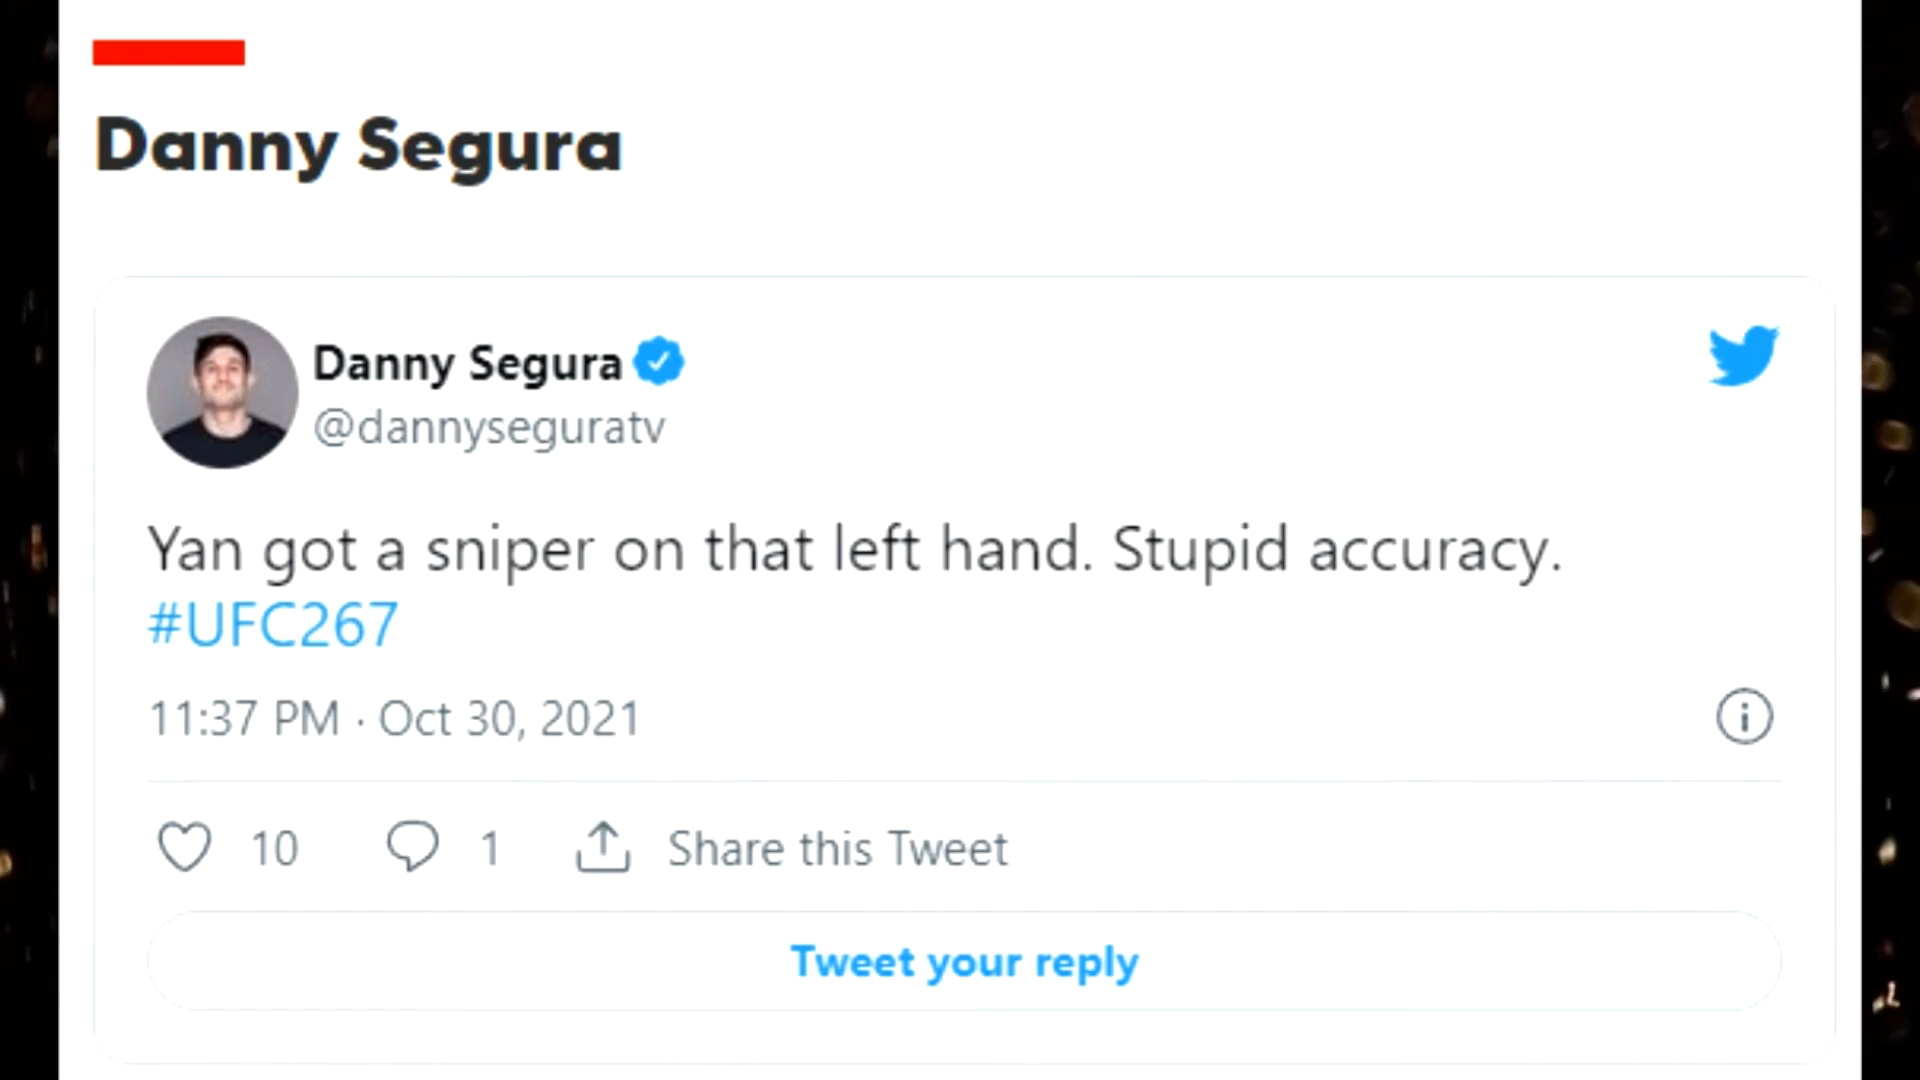 Danny Segura
Danny Segura
@dannyseguratv
Yan got a sniper on that left hand. Stupid accuracy.
#UFC267
11:37 PM · Oct 30, 2021
10 1 Share this Tweet
Tweet your reply